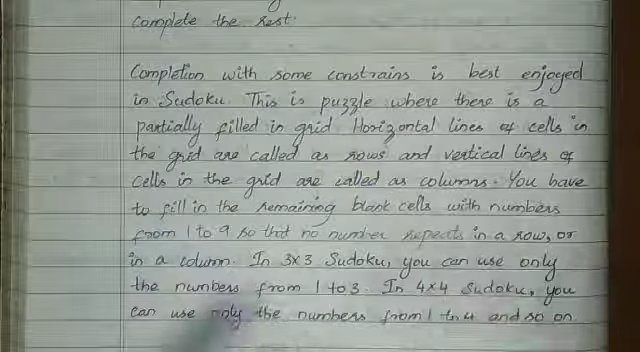 complete the rest.
Completion with some constrains is best enjoyed
in Sudoku. This is puzzle where there is a
partially filled in grid. Horizontal lines of cells in
the grid are called as rows and vertical lines of
cells in the grid are called as columns. You have
to fill in the remaining blank cells with numbers
from 1 to 9 so that no number repeats in a row, or
in a column. In 3x3 Sudoku, you can use only
the numbers from 1 to 3. In 4x4 Sudoku, you
can use only the numbers from 1 to 4 and so on